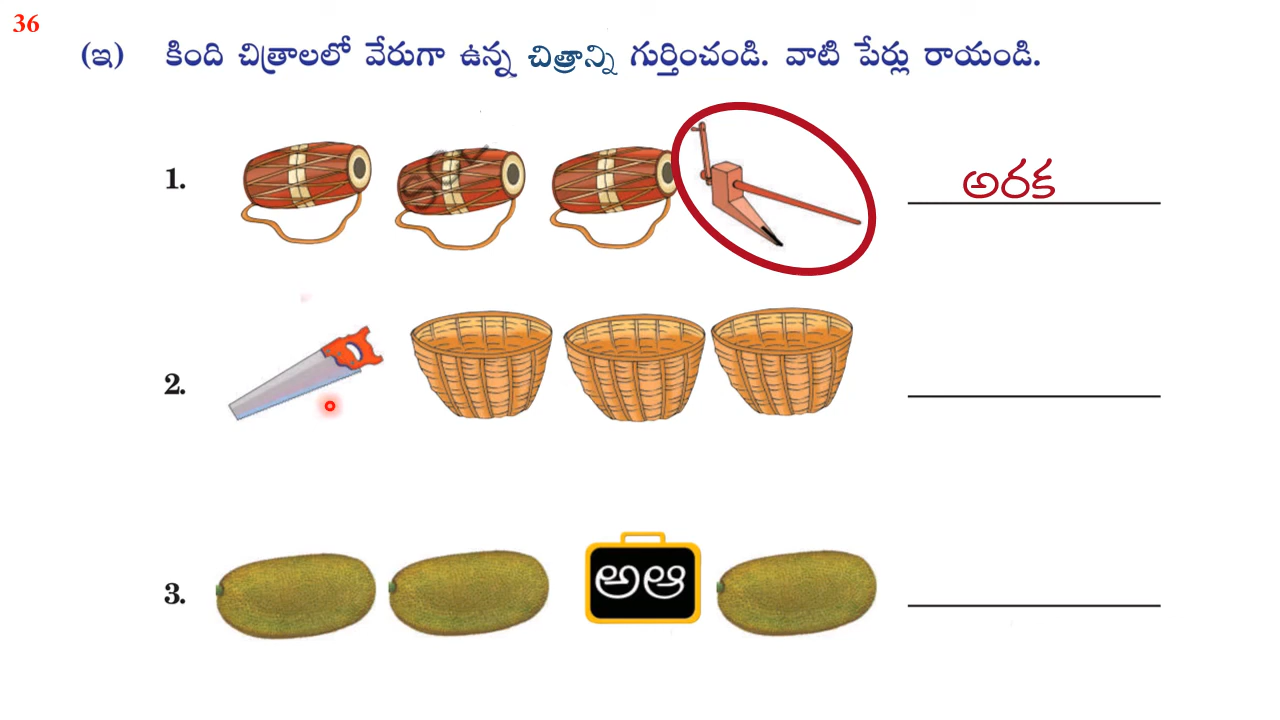 36
(ఇ) కింది చిత్రాలలో వేరుగా ఉన్న చిత్రాన్ని గుర్తించండి. వాటి పేర్లు రాయండి.
1. అరక
2.
3. అఆ